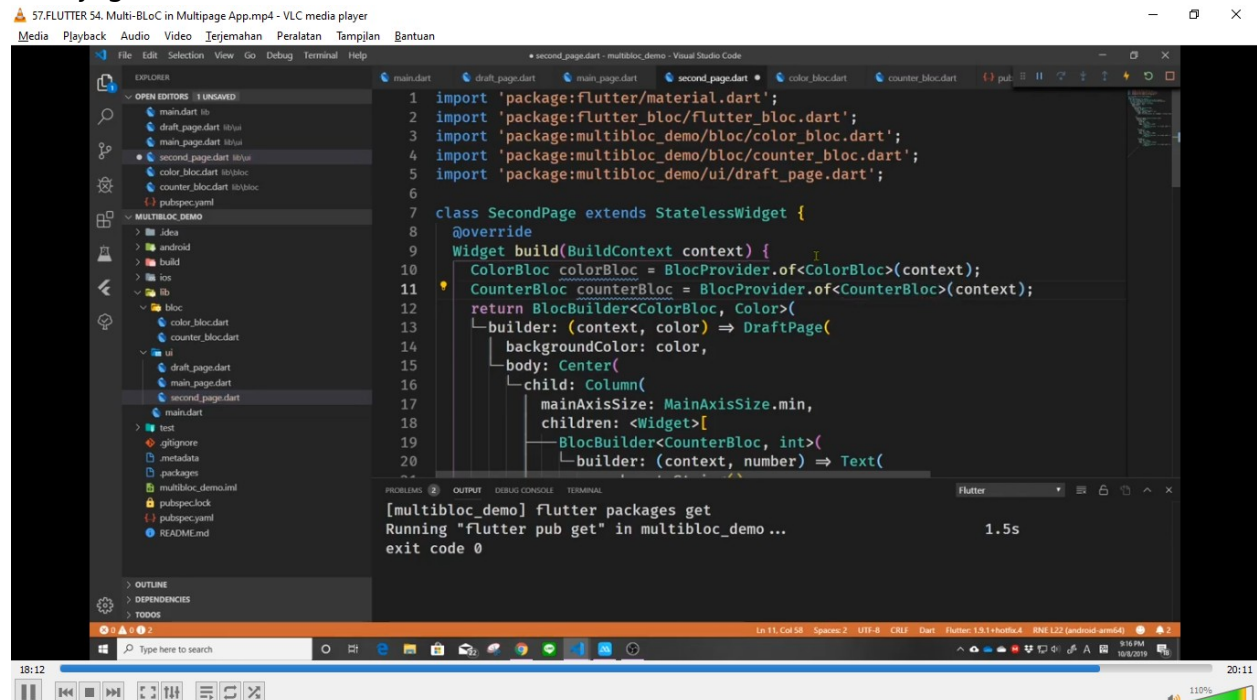 57.FLUTTER 54. Multi-BLoC in Multipage App.mp4 - VLC media player
Media Playback Audio Video Terjemahan Peralatan Tampilan Bantuan
File Edit Selection View Go Debug Terminal Help
● second_page.dart - multibloc_demo - Visual Studio Code
EXPLORER
main.dart draft_page.dart main_page.dart second_page.dart ● color_bloc.dart counter_bloc.dart {·} pub
OPEN EDITORS 1 UNSAVED
main.dart lib
draft_page.dart lib\ui
main_page.dart lib\ui
● second_page.dart lib\ui
color_bloc.dart lib\bloc
counter_bloc.dart lib\bloc
{·} pubspec.yaml
MULTIBLOC_DEMO
.idea
android
build
ios
lib
bloc
color_bloc.dart
counter_bloc.dart
ui
draft_page.dart
main_page.dart
second_page.dart
main.dart
test
.gitignore
.metadata
.packages
multibloc_demo.iml
pubspec.lock
{·} pubspec.yaml
README.md
OUTLINE
DEPENDENCIES
TODOS
1 import 'package:flutter/material.dart';
2 import 'package:flutter_bloc/flutter_bloc.dart';
3 import 'package:multibloc_demo/bloc/color_bloc.dart';
4 import 'package:multibloc_demo/bloc/counter_bloc.dart';
5 import 'package:multibloc_demo/ui/draft_page.dart';
6
7 class SecondPage extends StatelessWidget {
8 @override
9 Widget build(BuildContext context) {
10 ColorBloc colorBloc = BlocProvider.of<ColorBloc>(context);
11 CounterBloc counterBloc = BlocProvider.of<CounterBloc>(context);
12 return BlocBuilder<ColorBloc, Color>(
13 builder: (context, color) ⇒ DraftPage(
14 backgroundColor: color,
15 body: Center(
16 child: Column(
17 mainAxisSize: MainAxisSize.min,
18 children: <Widget>[
19 BlocBuilder<CounterBloc, int>(
20 builder: (context, number) ⇒ Text(
PROBLEMS 2 OUTPUT DEBUG CONSOLE TERMINAL Flutter
[multibloc_demo] flutter packages get
Running "flutter pub get" in multibloc_demo... 1.5s
exit code 0
0 0 2 Ln 11, Col 58 Spaces: 2 UTF-8 CRLF Dart Flutter: 1.9.1+hotfix.4 RNE L22 (android-arm64) 2
Type here to search
9:16 PM
10/8/2019
18:12 20:11
110%